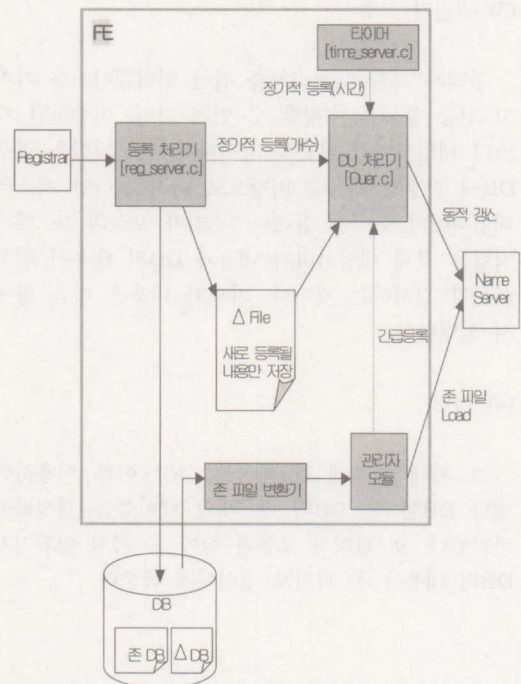 FE
타이머
[time_server.c]
정기적 등록(시간)
Registrar
등록 처리기
[reg_server.c]
정기적 등록(개수)
DU 처리기
[Duer.c]
동적 갱신
Name
Server
Δ File
새로 등록될
내용만 저장
긴급등록
존 파일
Load
존 파일 변환기
관리자
모듈
DB
존 DB
Δ DB